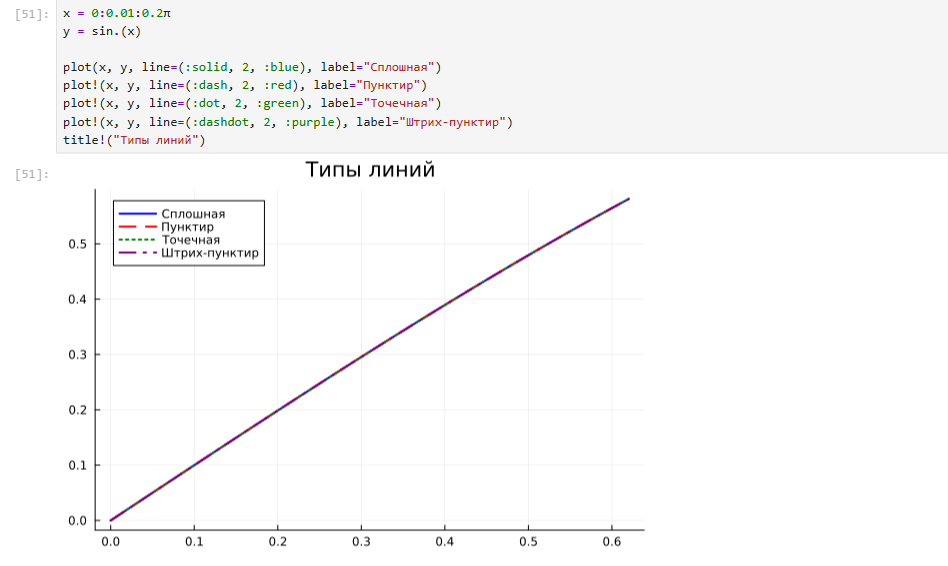 [51]:
x = 0:0.01:0.2π
y = sin.(x)
plot(x, y, line=(:solid, 2, :blue), label="Сплошная")
plot!(x, y, line=(:dash, 2, :red), label="Пунктир")
plot!(x, y, line=(:dot, 2, :green), label="Точечная")
plot!(x, y, line=(:dashdot, 2, :purple), label="Штрих-пунктир")
title!("Типы линий")
[51]:
Типы линий
Сплошная
Пунктир
Точечная
Штрих-пунктир
0.5
0.4
0.3
0.2
0.1
0.0
0.0 0.1 0.2 0.3 0.4 0.5 0.6